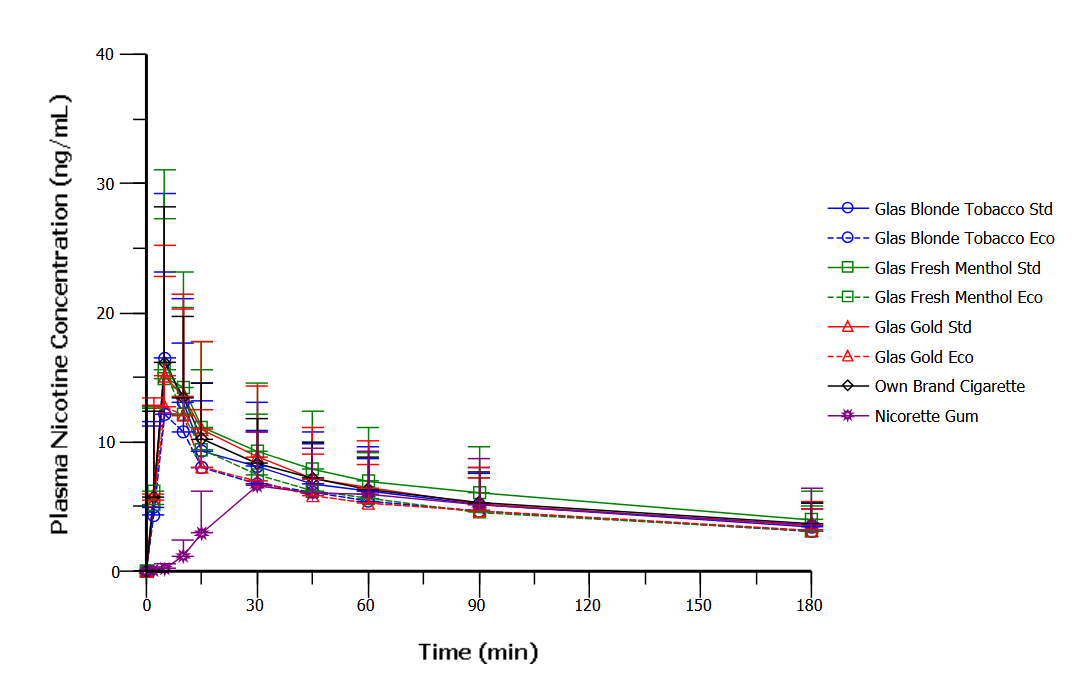 Plasma Nicotine Concentration (ng/mL)
40
30
20
10
0
0 30 60 90 120 150 180
Time (min)
Glas Blonde Tobacco Std
Glas Blonde Tobacco Eco
Glas Fresh Menthol Std
Glas Fresh Menthol Eco
Glas Gold Std
Glas Gold Eco
Own Brand Cigarette
Nicorette Gum